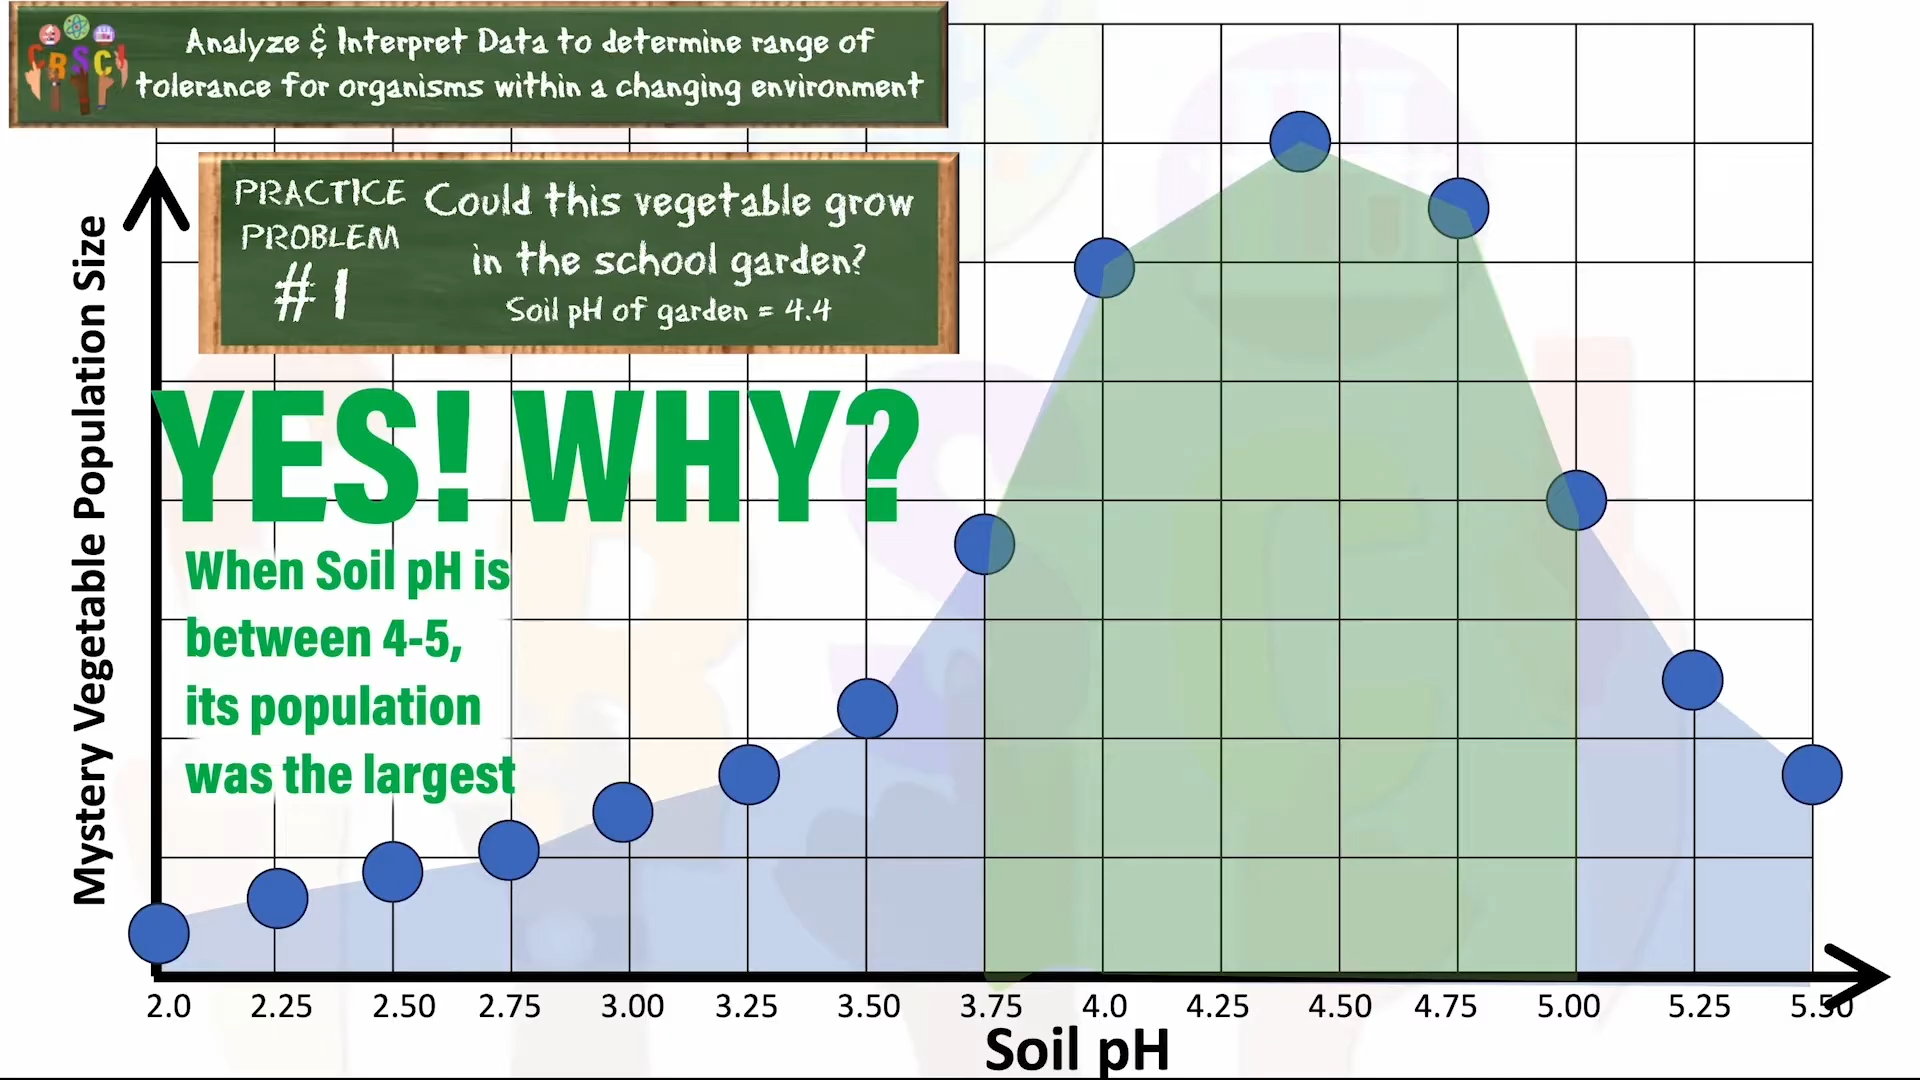 CRSCI
Analyze & Interpret Data to determine range of
tolerance for organisms within a changing environment
PRACTICE
PROBLEM
#1
Could this vegetable grow
in the school garden?
Soil pH of garden = 4.4
YES! WHY?
When Soil pH is
between 4-5,
its population
was the largest
Mystery Vegetable Population Size
2.0 2.25 2.50 2.75 3.00 3.25 3.50 3.75 4.0 4.25 4.50 4.75 5.00 5.25 5.50
Soil pH